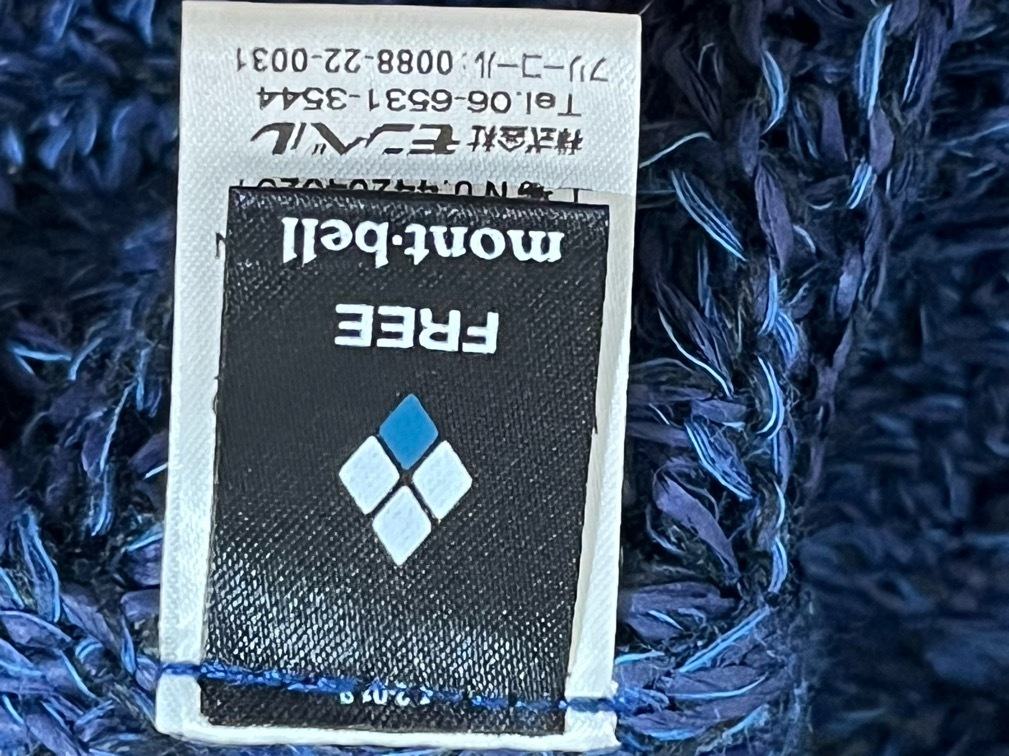 mont·bell
FREE
株式会社モンベル
Tel.06-6531-3544
フリーコール:0088-22-0031